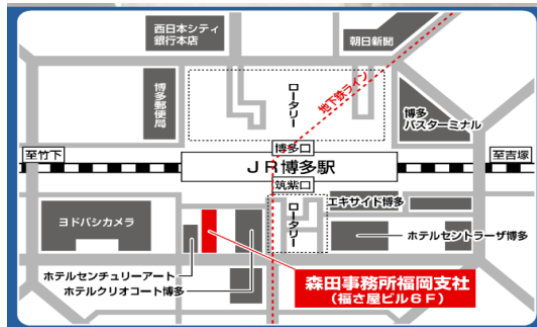 西日本シティ
銀行本店
朝日新聞
博多郵便局
ロータリー
地下鉄ライン
博多
バスターミナル
博多口
至竹下
JR博多駅
至吉塚
筑紫口
ヨドバシカメラ
ロータリー
エキサイド博多
ホテルセントラーザ博多
ホテルセンチュリーアート
ホテルクリオコート博多
森田事務所福岡支社
(福さ屋ビル6F)